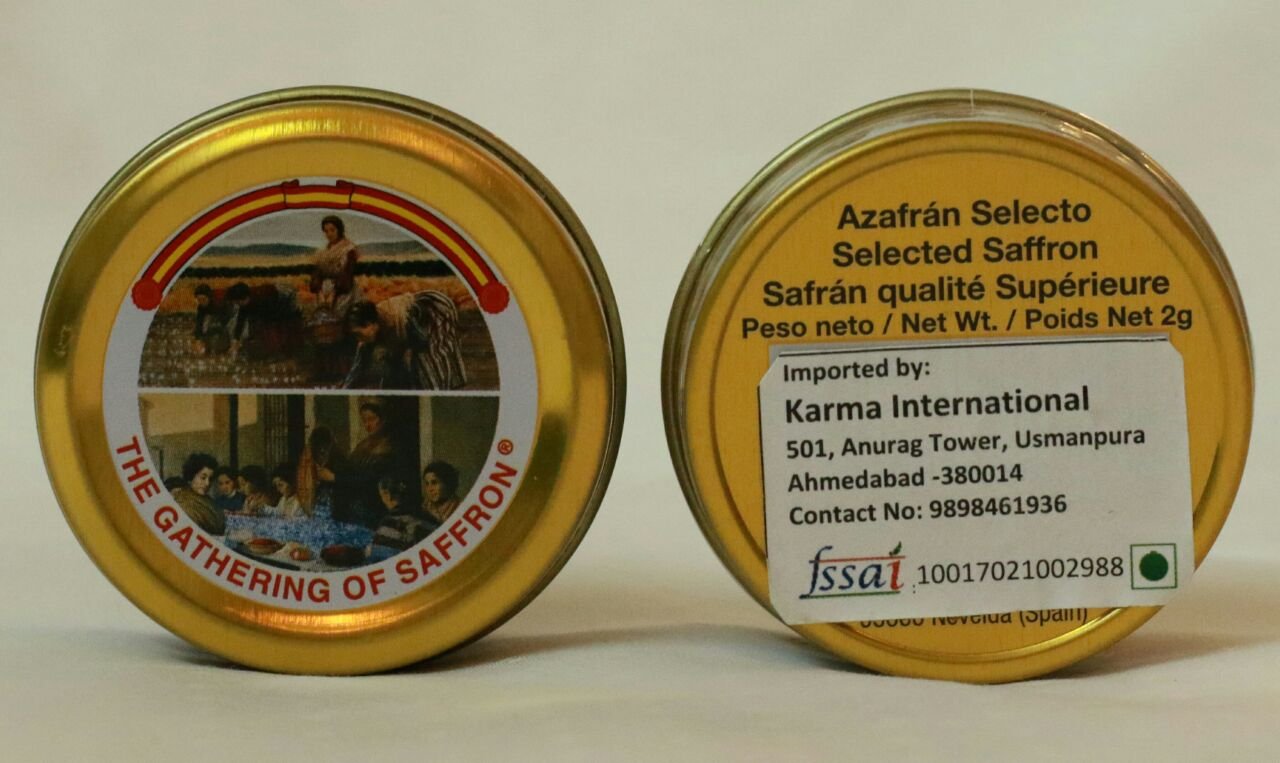 THE GATHERING OF SAFFRON®
Azafrán Selecto
Selected Saffron
Safrán qualité Supérieure
Peso neto / Net Wt. / Poids Net 2g
Imported by:
Karma International
501, Anurag Tower, Usmanpura
Ahmedabad -380014
Contact No: 9898461936
fssai :10017021002988
(Spain)